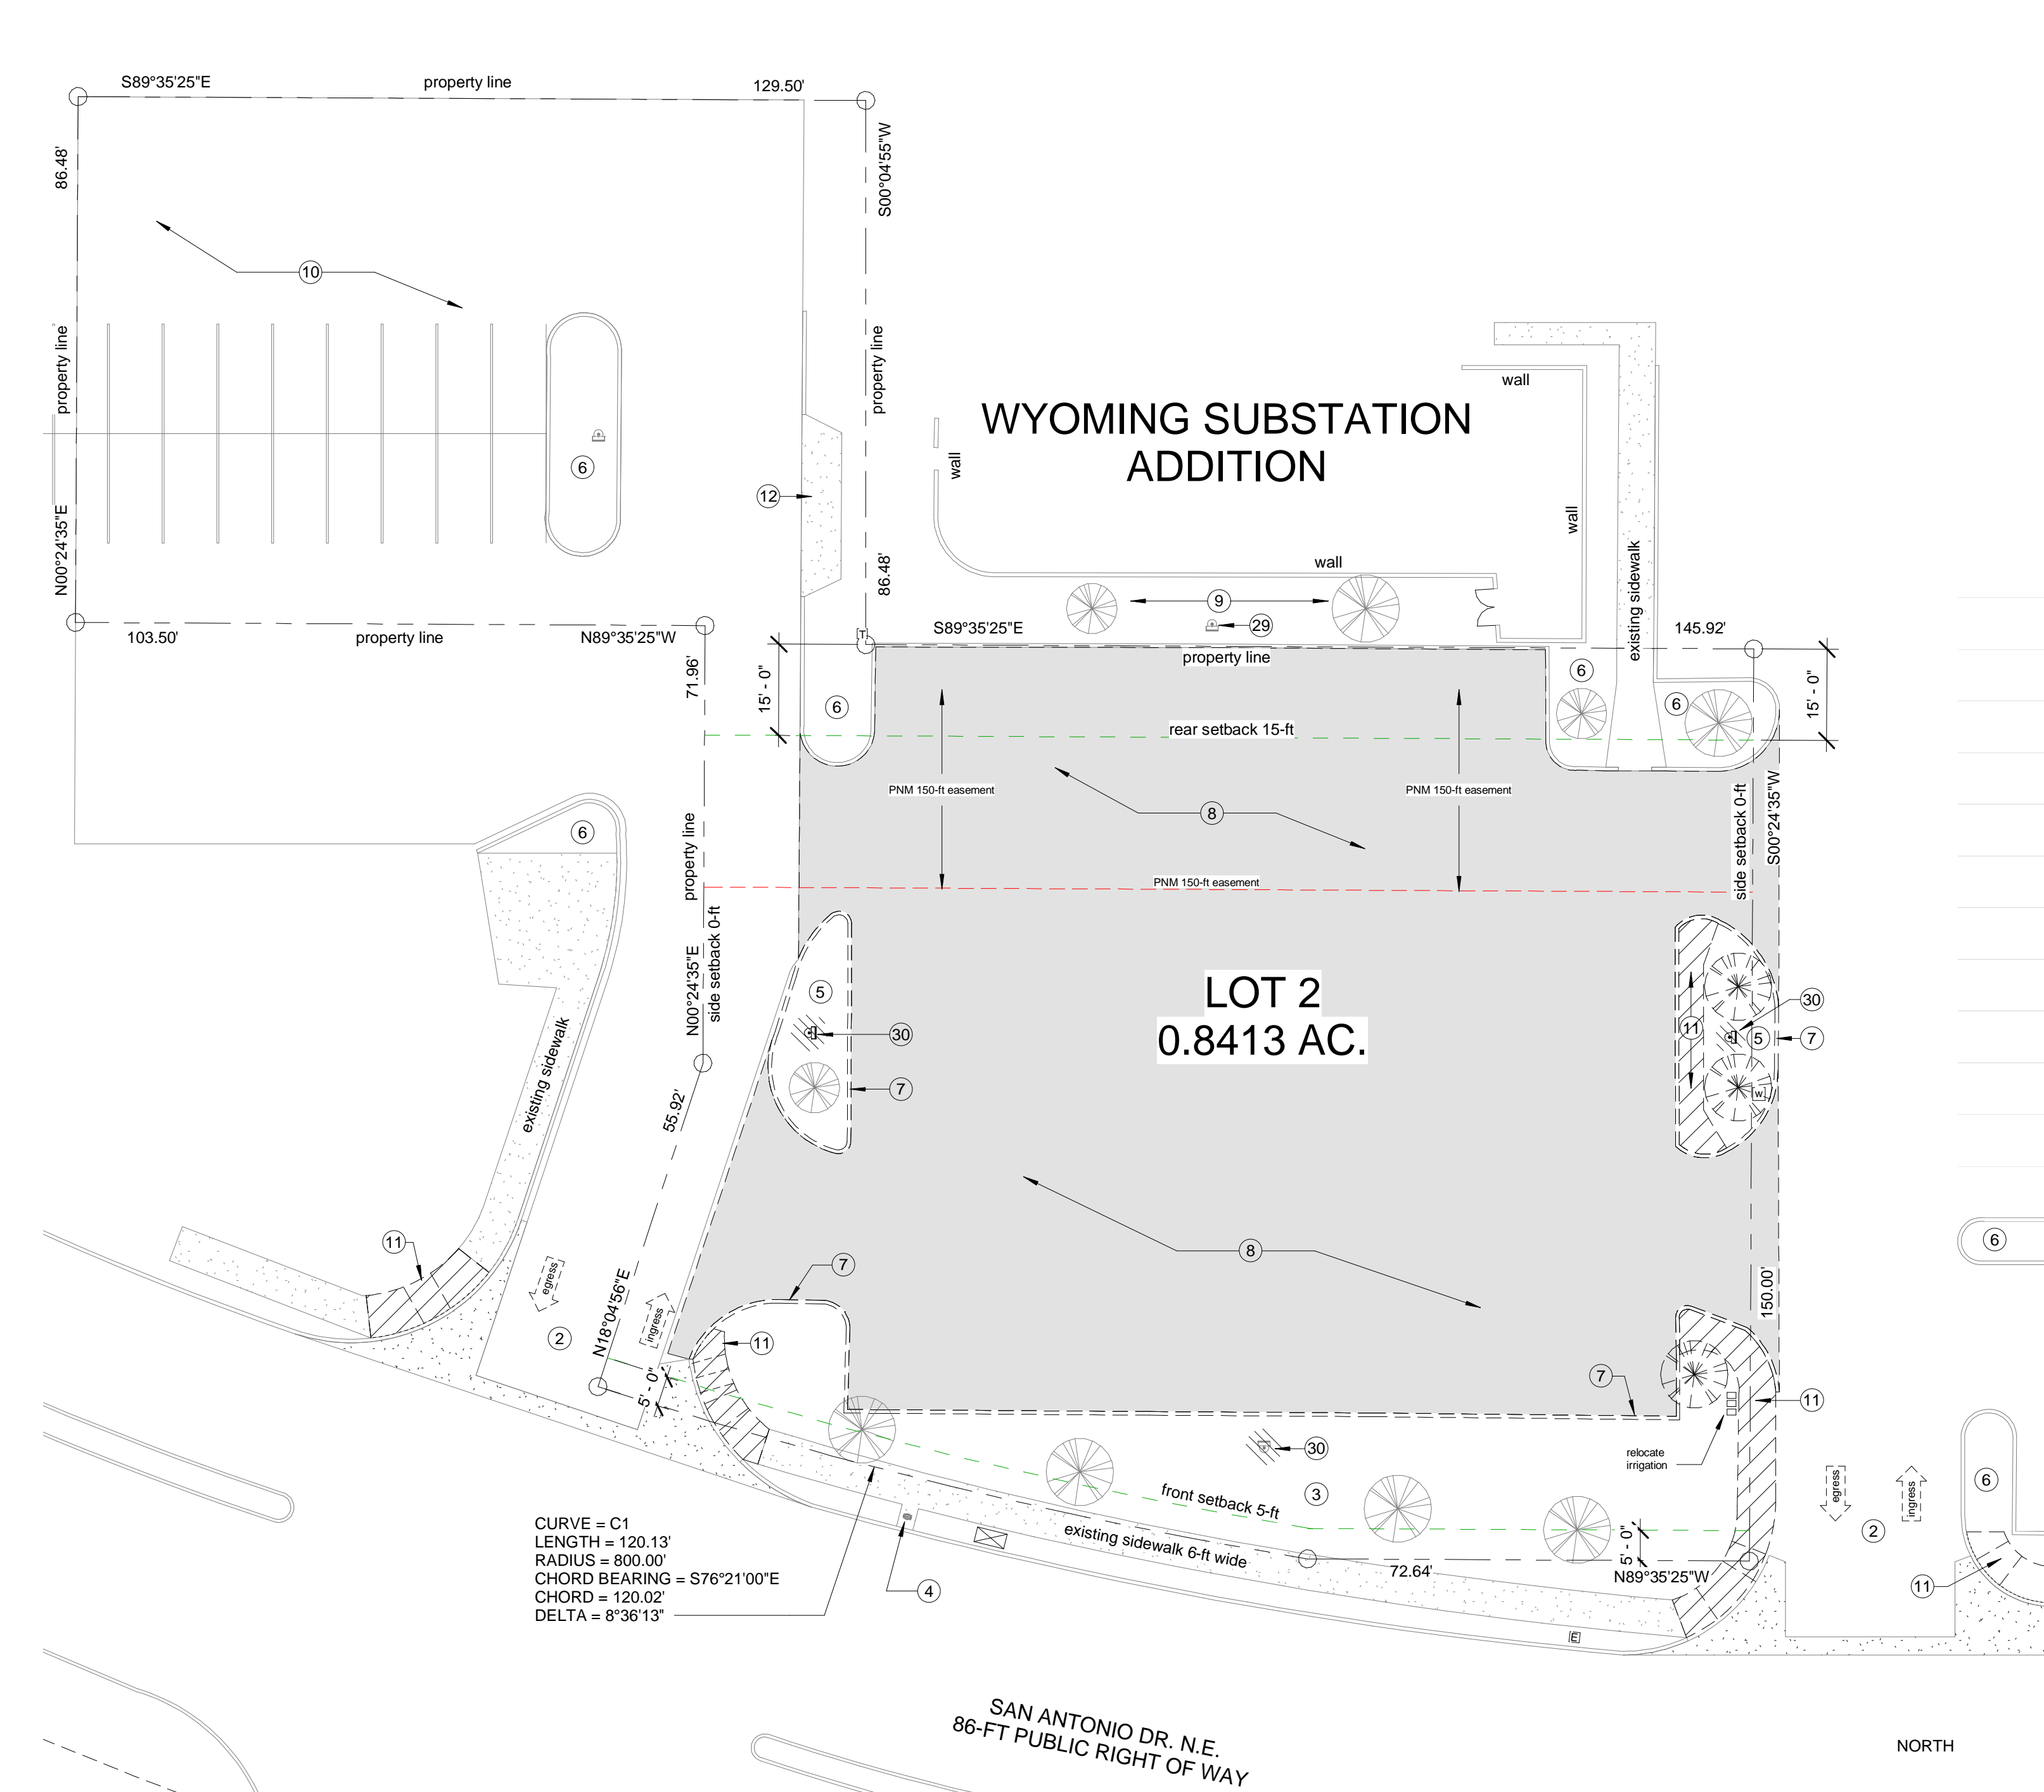 S89°35'25"E
property line
129.50'
86.48'
S00°04'55"W
10
property line
property line
WYOMING SUBSTATION
ADDITION
wall
wall
6
12
wall
N00°24'35"E
wall
existing sidewalk
wall
86.48'
9
29
103.50'
property line
N89°35'25"W
T
S89°35'25"E
145.92'
property line
71.96'
15' - 0"
6
6
6
15' - 0"
rear setback 15-ft
PNM 150-ft easement
PNM 150-ft easement
8
6
property line
side setback 0-ft
S00°24'35"W
PNM 150-ft easement
N00°24'35"E
side setback 0-ft
5
LOT 2
0.8413 AC.
30
30
11
5
7
7
W
existing sidewalk
55.92'
11
8
6
egress
ingress
N18°04'56"E
2
7
150.00'
11
5' - 0"
7
11
30
relocate
irrigation
3
front setback 5-ft
existing sidewalk 6-ft wide
egress
ingress
6
2
5' - 0"
72.64'
N89°35'25"W
11
CURVE = C1
LENGTH = 120.13'
RADIUS = 800.00'
CHORD BEARING = S76°21'00"E
CHORD = 120.02'
DELTA = 8°36'13"
4
E
SAN ANTONIO DR. N.E.
86-FT PUBLIC RIGHT OF WAY
NORTH